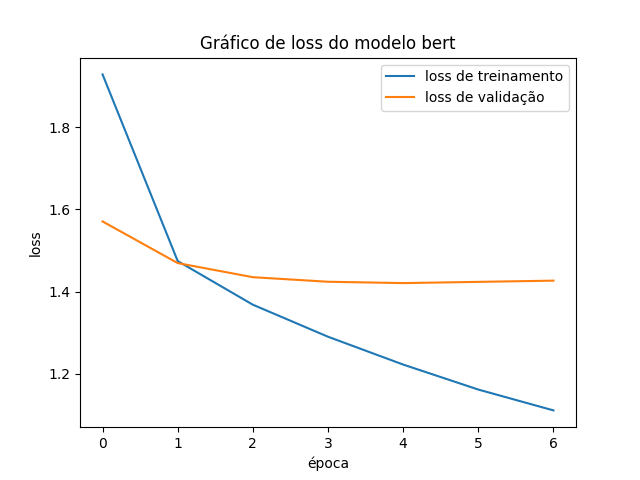 Gráfico de loss do modelo bert
loss de treinamento
loss de validação
loss
1.8
1.6
1.4
1.2
0 1 2 3 4 5 6
época